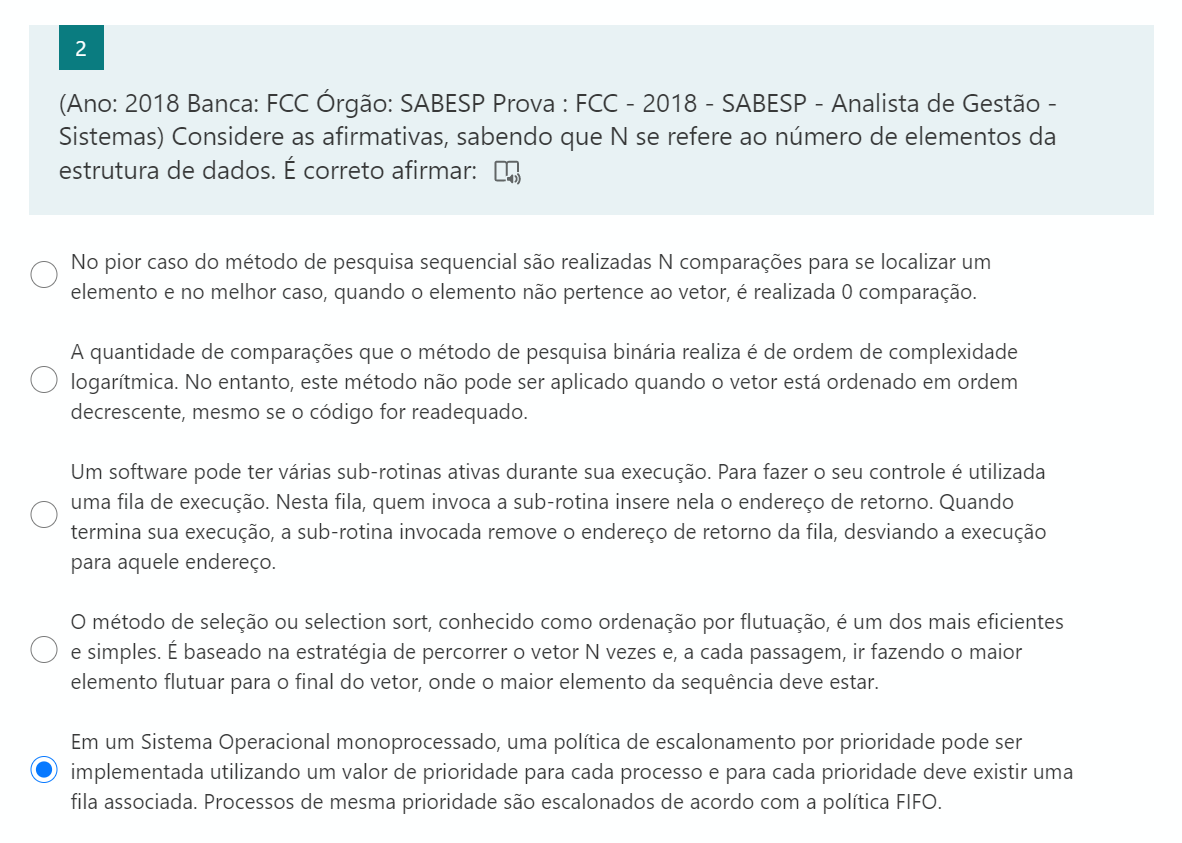 2
(Ano: 2018 Banca: FCC Órgão: SABESP Prova : FCC - 2018 - SABESP - Analista de Gestão -
Sistemas) Considere as afirmativas, sabendo que N se refere ao número de elementos da
estrutura de dados. É correto afirmar:
No pior caso do método de pesquisa sequencial são realizadas N comparações para se localizar um
elemento e no melhor caso, quando o elemento não pertence ao vetor, é realizada 0 comparação.
A quantidade de comparações que o método de pesquisa binária realiza é de ordem de complexidade
logarítmica. No entanto, este método não pode ser aplicado quando o vetor está ordenado em ordem
decrescente, mesmo se o código for readequado.
Um software pode ter várias sub-rotinas ativas durante sua execução. Para fazer o seu controle é utilizada
uma fila de execução. Nesta fila, quem invoca a sub-rotina insere nela o endereço de retorno. Quando
termina sua execução, a sub-rotina invocada remove o endereço de retorno da fila, desviando a execução
para aquele endereço.
O método de seleção ou selection sort, conhecido como ordenação por flutuação, é um dos mais eficientes
e simples. É baseado na estratégia de percorrer o vetor N vezes e, a cada passagem, ir fazendo o maior
elemento flutuar para o final do vetor, onde o maior elemento da sequência deve estar.
Em um Sistema Operacional monoprocessado, uma política de escalonamento por prioridade pode ser
implementada utilizando um valor de prioridade para cada processo e para cada prioridade deve existir uma
fila associada. Processos de mesma prioridade são escalonados de acordo com a política FIFO.